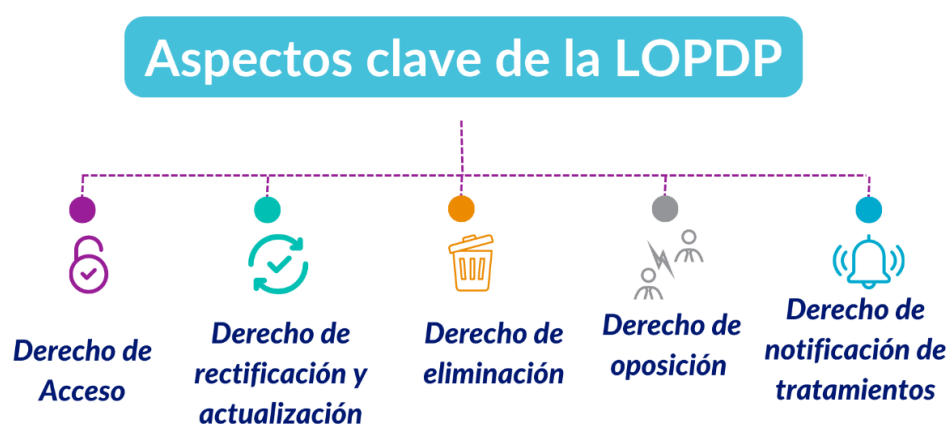 Aspectos clave de la LOPDP
Derecho de
Acceso
Derecho de
rectificación y
actualización
Derecho de
eliminación
Derecho de
oposición
Derecho de
notificación de
tratamientos